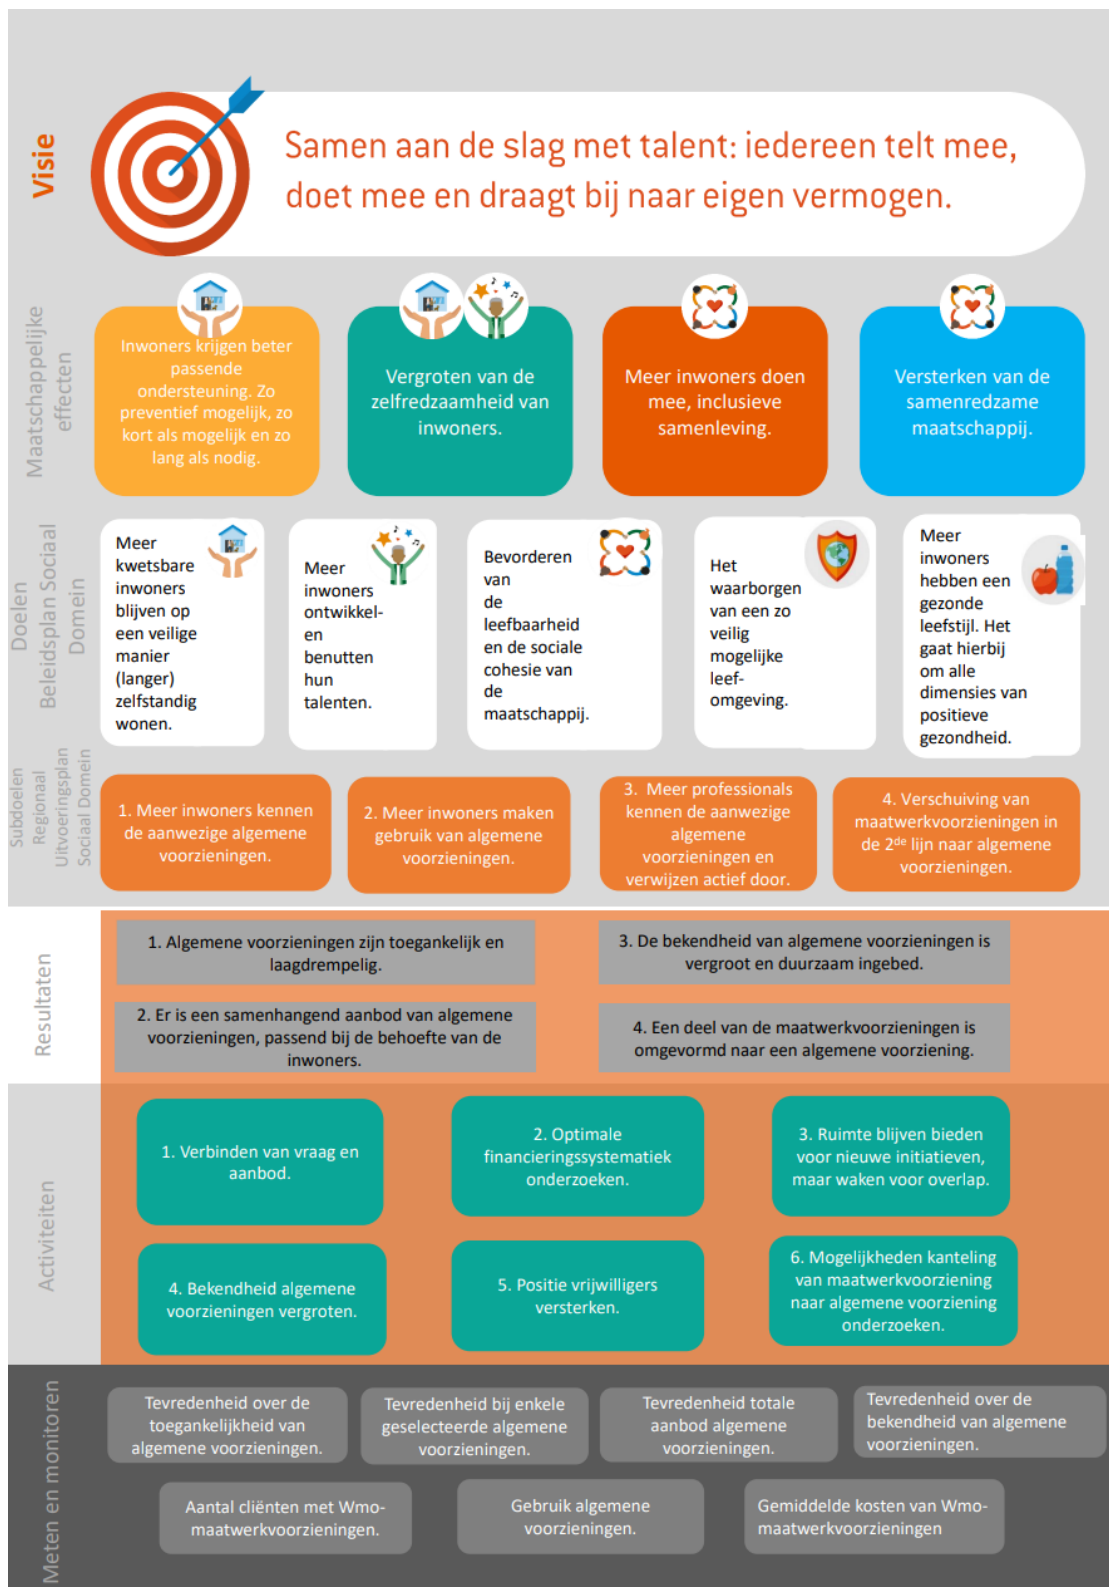 Visie
Samen aan de slag met talent: iedereen telt mee,
doet mee en draagt bij naar eigen vermogen.
Maatschappelijke
effecten
Inwoners krijgen beter
passende
ondersteuning. Zo
preventief mogelijk, zo
kort als mogelijk en zo
lang als nodig.
Vergroten van de
zelfredzaamheid van
inwoners.
Meer inwoners doen
mee, inclusieve
samenleving.
Versterken van de
samenredzame
maatschappij.
Doelen
Beleidsplan Sociaal
Domein
Meer
kwetsbare
inwoners
blijven op
een veilige
manier
(langer)
zelfstandig
wonen.
Meer
inwoners
ontwikkel-
en
benutten
hun
talenten.
Bevorderen
van
de
leefbaarheid
en de sociale
cohesie van
de
maatschappij.
Het
waarborgen
van een zo
veilig
mogelijke
leef-
omgeving.
Meer
inwoners
hebben een
gezonde
leefstijl. Het
gaat hierbij
om alle
dimensies van
positieve
gezondheid.
Subdoelen
Regionaal
Uitvoeringsplan
Sociaal Domein
1. Meer inwoners kennen
de aanwezige algemene
voorzieningen.
2. Meer inwoners maken
gebruik van algemene
voorzieningen.
3. Meer professionals
kennen de aanwezige
algemene
voorzieningen en
verwijzen actief door.
4. Verschuiving van
maatwerkvoorzieningen in
de 2de lijn naar algemene
voorzieningen.
Resultaten
1. Algemene voorzieningen zijn toegankelijk en
laagdrempelig.
2. Er is een samenhangend aanbod van algemene
voorzieningen, passend bij de behoefte van de
inwoners.
3. De bekendheid van algemene voorzieningen is
vergroot en duurzaam ingebed.
4. Een deel van de maatwerkvoorzieningen is
omgevormd naar een algemene voorziening.
Activiteiten
1. Verbinden van vraag en
aanbod.
2. Optimale
financieringssystematiek
onderzoeken.
3. Ruimte blijven bieden
voor nieuwe initiatieven,
maar waken voor overlap.
4. Bekendheid algemene
voorzieningen vergroten.
5. Positie vrijwilligers
versterken.
6. Mogelijkheden kanteling
van maatwerkvoorziening
naar algemene voorziening
onderzoeken.
Meten en monitoren
Tevredenheid over de
toegankelijkheid van
algemene voorzieningen.
Tevredenheid bij enkele
geselecteerde algemene
voorzieningen.
Tevredenheid totale
aanbod algemene
voorzieningen.
Tevredenheid over de
bekendheid van algemene
voorzieningen.
Aantal cliënten met Wmo-
maatwerkvoorzieningen.
Gebruik algemene
voorzieningen.
Gemiddelde kosten van Wmo-
maatwerkvoorzieningen